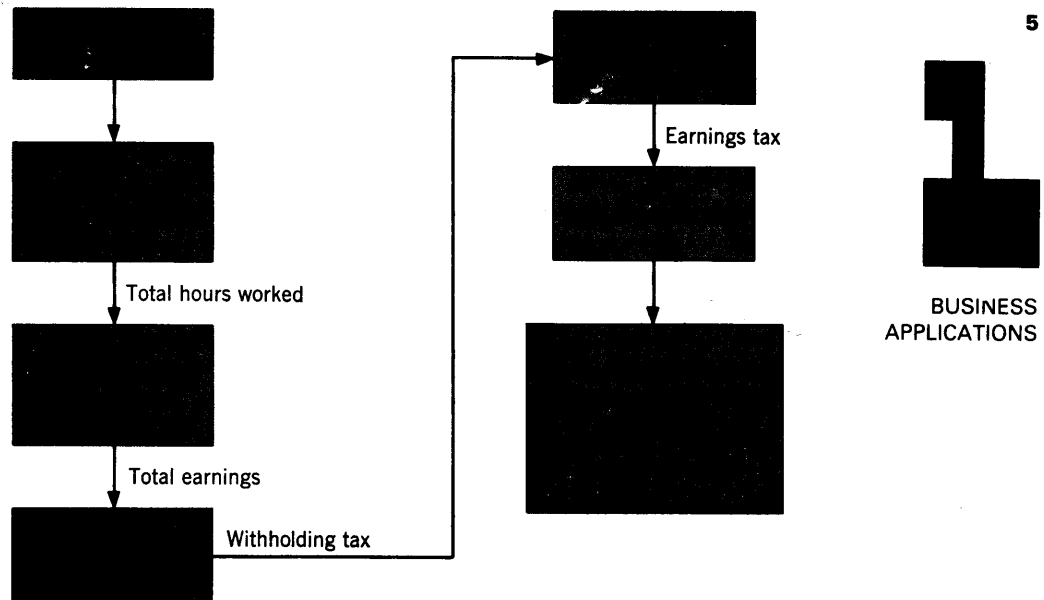 5
Earnings tax
Total hours worked
BUSINESS
APPLICATIONS
Total earnings
Withholding tax